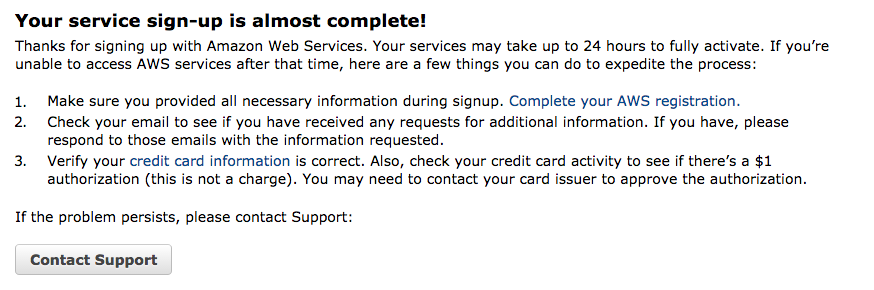 Your service sign-up is almost complete!
Thanks for signing up with Amazon Web Services. Your services may take up to 24 hours to fully activate. If you’re
unable to access AWS services after that time, here are a few things you can do to expedite the process:
1. Make sure you provided all necessary information during signup. Complete your AWS registration.
2. Check your email to see if you have received any requests for additional information. If you have, please
respond to those emails with the information requested.
3. Verify your credit card information is correct. Also, check your credit card activity to see if there’s a $1
authorization (this is not a charge). You may need to contact your card issuer to approve the authorization.
If the problem persists, please contact Support:
Contact Support